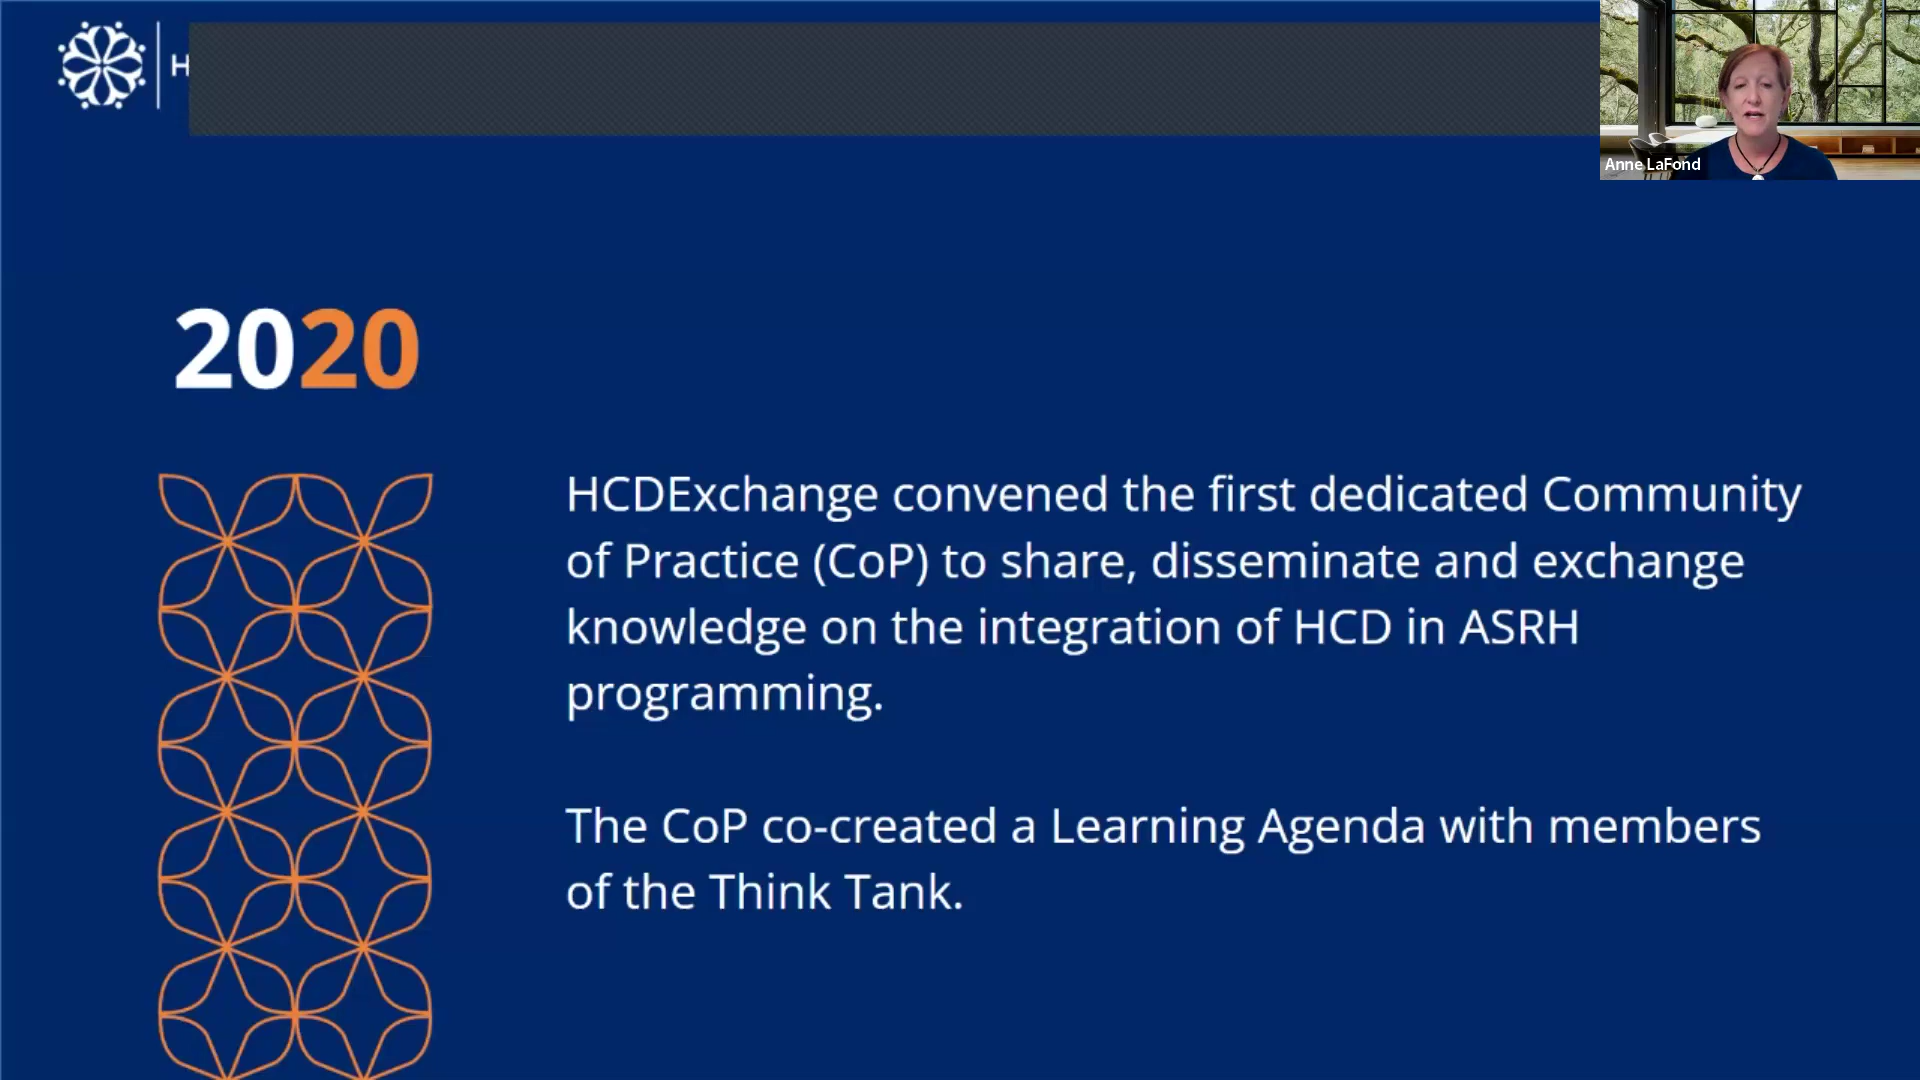 H
Anne LaFond
2020
HCDExchange convened the first dedicated Community
of Practice (CoP) to share, disseminate and exchange
knowledge on the integration of HCD in ASRH
programming.
The CoP co-created a Learning Agenda with members
of the Think Tank.